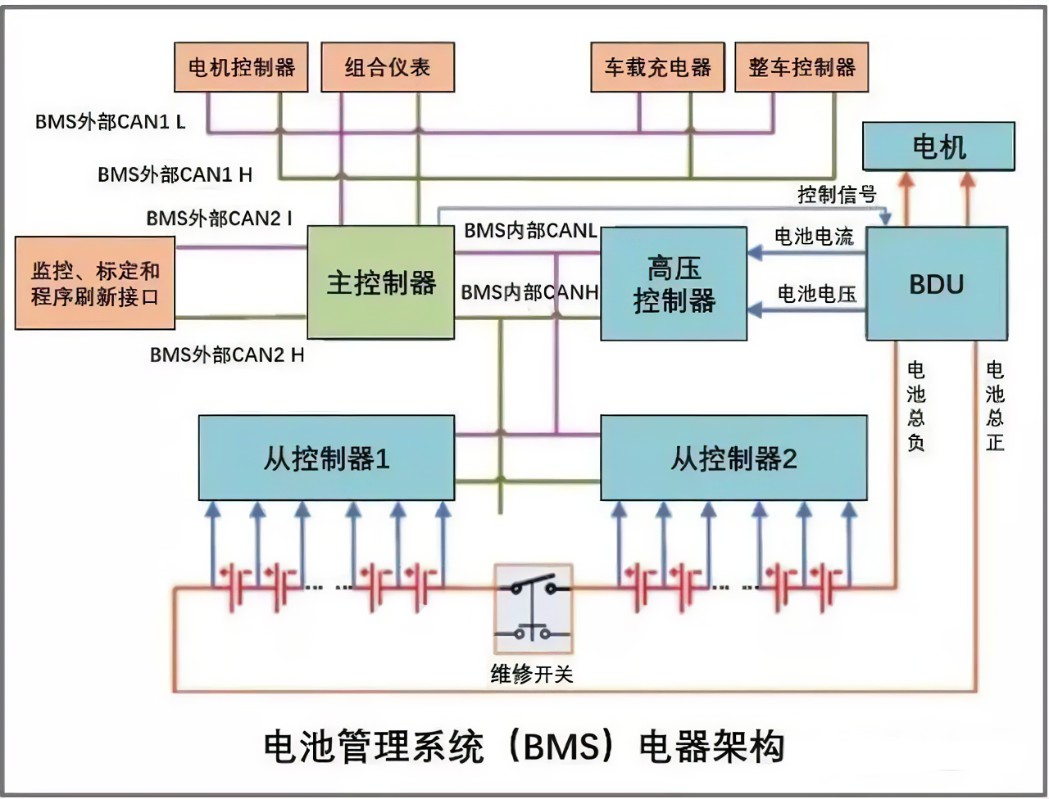 电机控制器
组合仪表
车载充电器
整车控制器
BMS外部CAN1 L
电机
BMS外部CAN1 H
控制信号
BMS外部CAN2 l
BMS内部CANL
电池电流
监控、标定和
程序刷新接口
主控制器
高压
控制器
BDU
BMS内部CANH
电池电压
BMS外部CAN2 H
电池总负
电池总正
从控制器1
从控制器2
维修开关
电池管理系统（BMS）电器架构